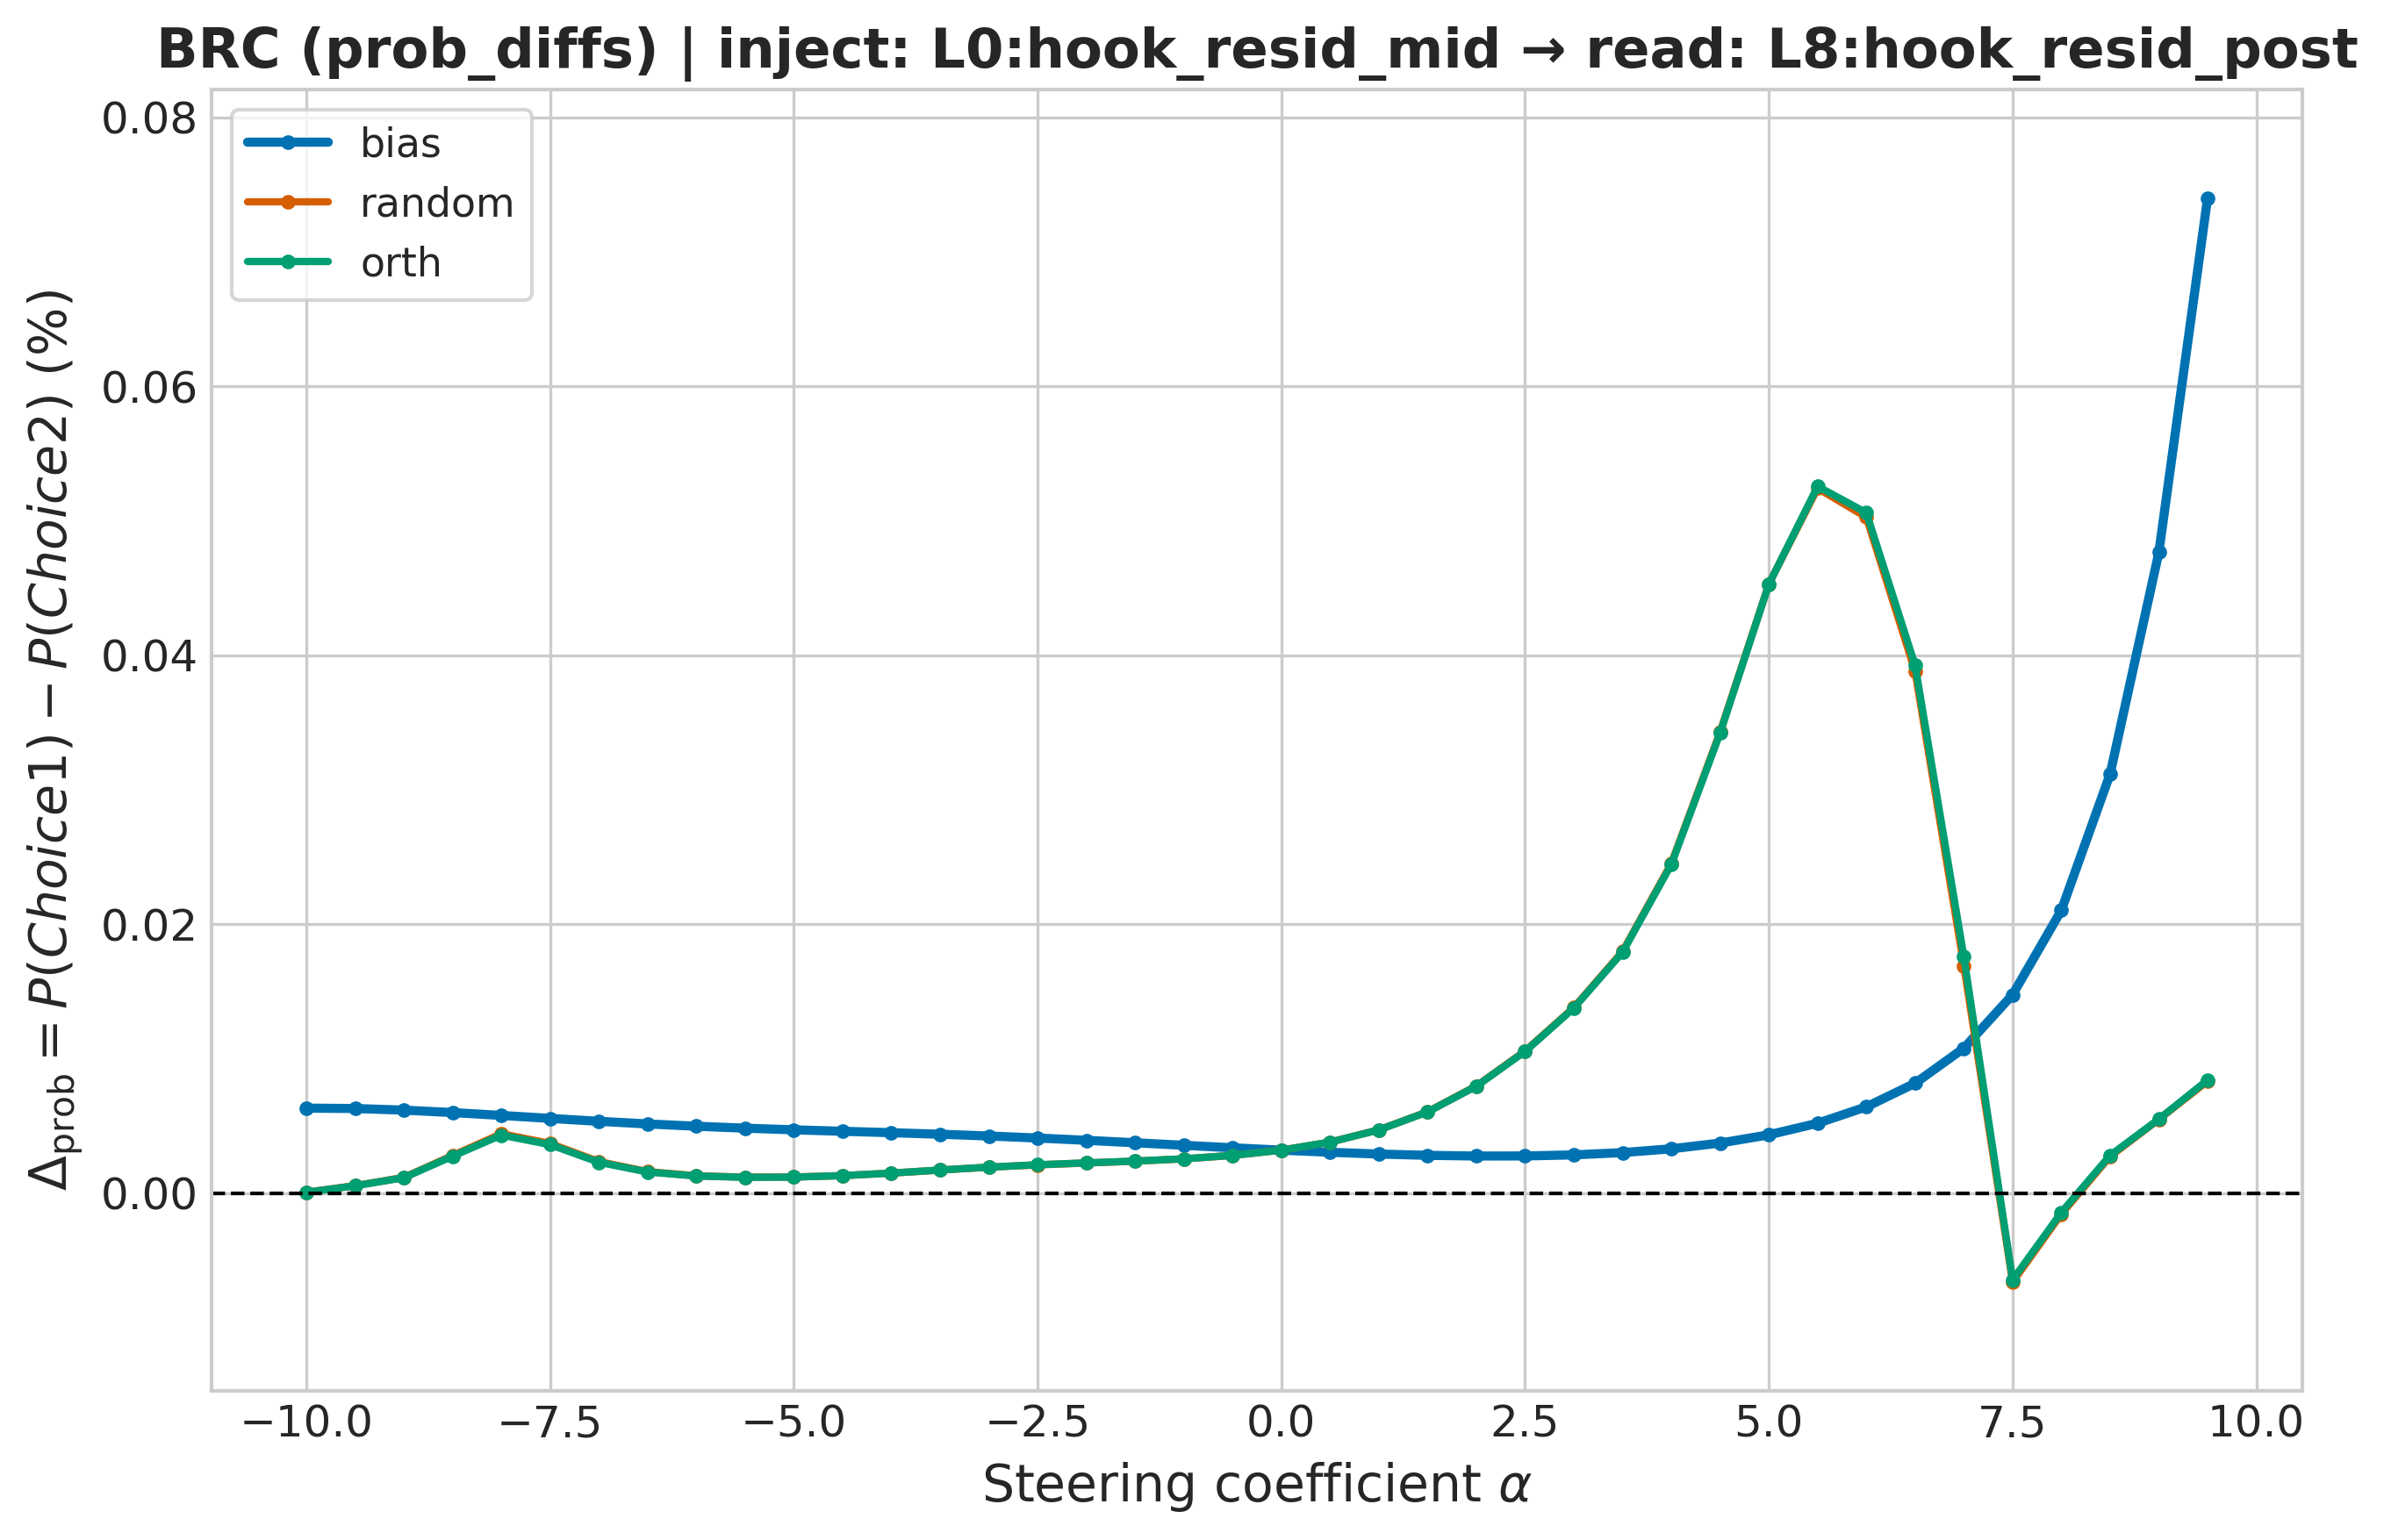 BRC (prob_diffs) | inject: L0:hook_resid_mid → read: L8:hook_resid_post
Δprob = P(Choice1) − P(Choice2) (%)
0.08
0.06
0.04
0.02
0.00
bias
random
orth
−10.0 −7.5 −5.0 −2.5 0.0 2.5 5.0 7.5 10.0
Steering coefficient α